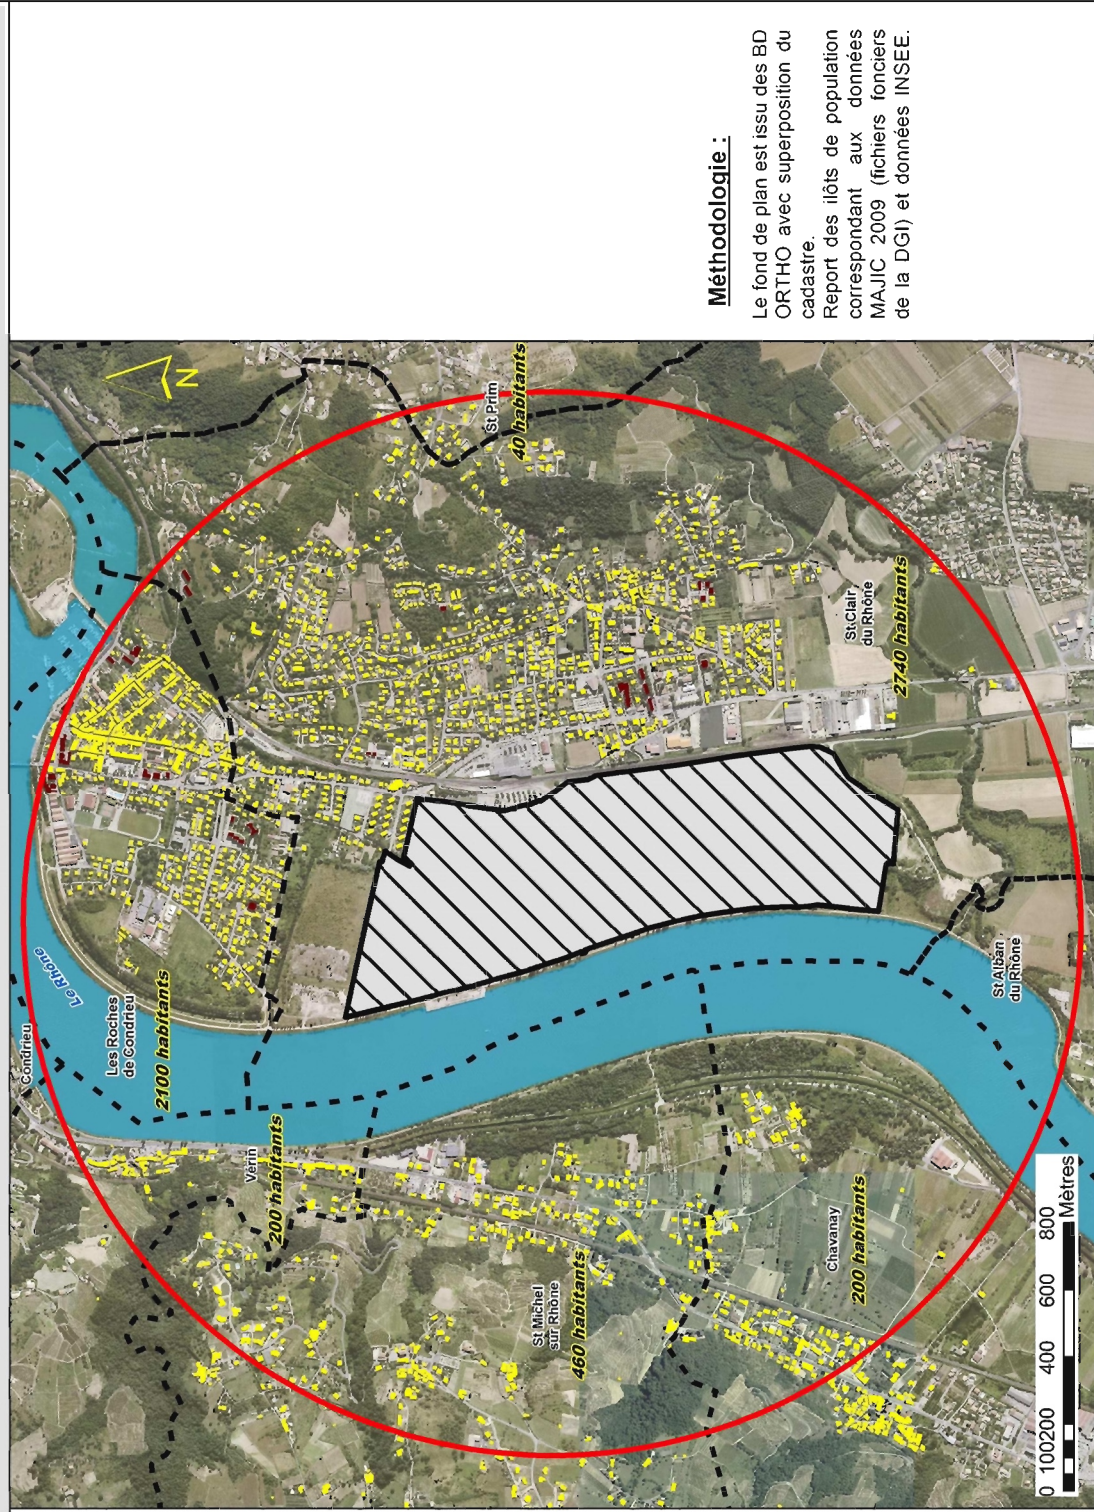 Méthodologie :
Le fond de plan est issu des BD
ORTHO avec superposition du
cadastre.
Report des ilôts de population
correspondant aux données
MAJIC 2009 (fichiers fonciers
de la DGI) et données INSEE.
N
St Prim
40 habitants
St Clair
du Rhône
2740 habitants
Le Rhône
Condrieu
Les Roches
de Condrieu
2100 habitants
St Alban
du Rhône
Vérin
200 habitants
St Michel
sur Rhône
460 habitants
Chavanay
200 habitants
0 100200 400 600 800
Mètres